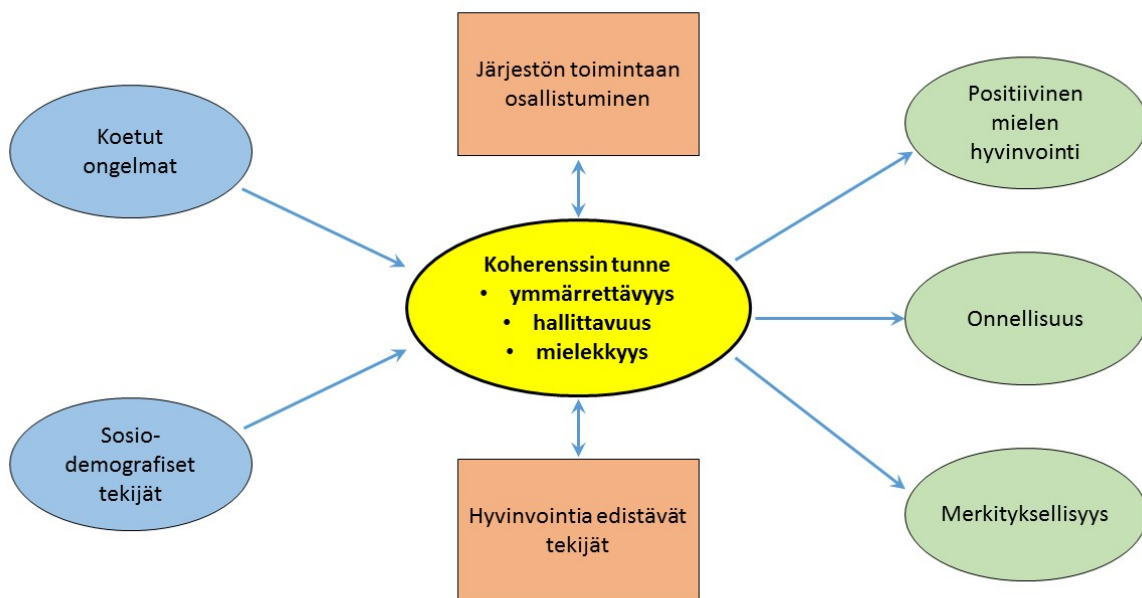 Järjestön toimintaan
osallistuminen
Koetut
ongelmat
Positiivinen
mielen
hyvinvointi
Koherenssin tunne
• ymmärrettävyys
• hallittavuus
• mielekkyys
Onnellisuus
Sosio-
demografiset
tekijät
Hyvinvointia edistävät
tekijät
Merkityksellisyys